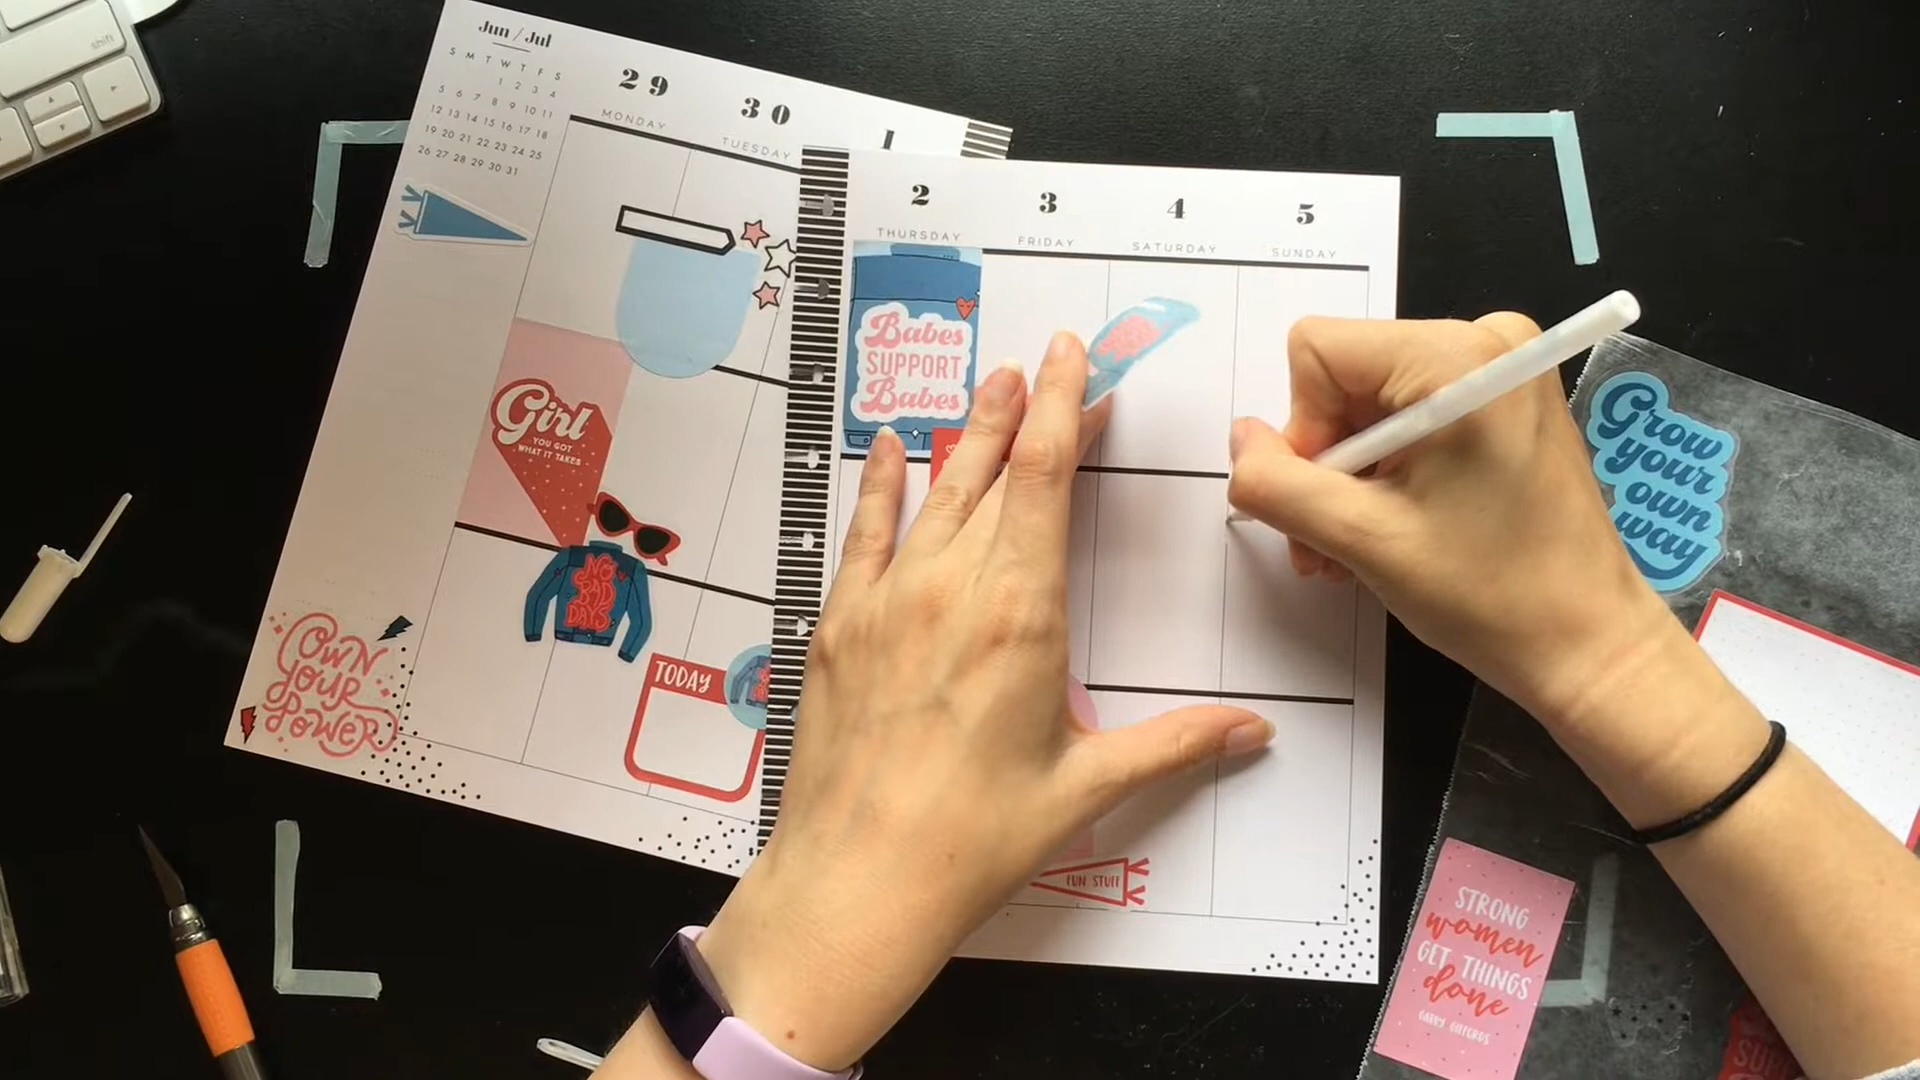 shift
Jun / Jul
S M T W T F S
1 2 3 4
5 6 7 8 9 10 11
12 13 14 15 16 17 18
19 20 21 22 23 24 25
26 27 28 29 30 31
29
MONDAY
30
TUESDAY
1
2
THURSDAY
3
FRIDAY
4
SATURDAY
5
SUNDAY
Babes
SUPPORT
Babes
Girl
YOU GOT
WHAT IT TAKES
NO
BAD
DAYS
OWN
YOUR
POWER
TODAY
FUN STUFF
Grow
your
own
way
STRONG
women
GET THINGS
done
GABBY GIFFORDS